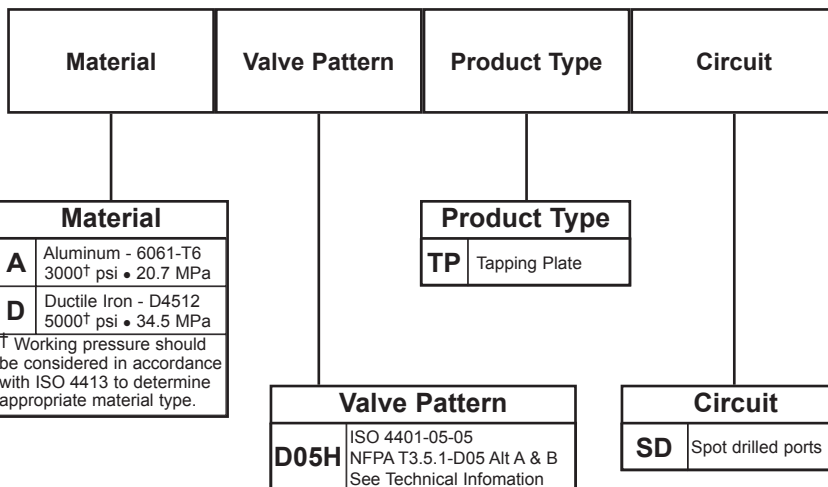 Material
Valve Pattern
Product Type
Circuit
Material
A
Aluminum - 6061-T6
3000† psi • 20.7 MPa
D
Ductile Iron - D4512
5000† psi • 34.5 MPa
† Working pressure should
be considered in accordance
with ISO 4413 to determine
appropriate material type.
Product Type
TP
Tapping Plate
Valve Pattern
D05H
ISO 4401-05-05
NFPA T3.5.1-D05 Alt A & B
See Technical Infomation
Circuit
SD
Spot drilled ports